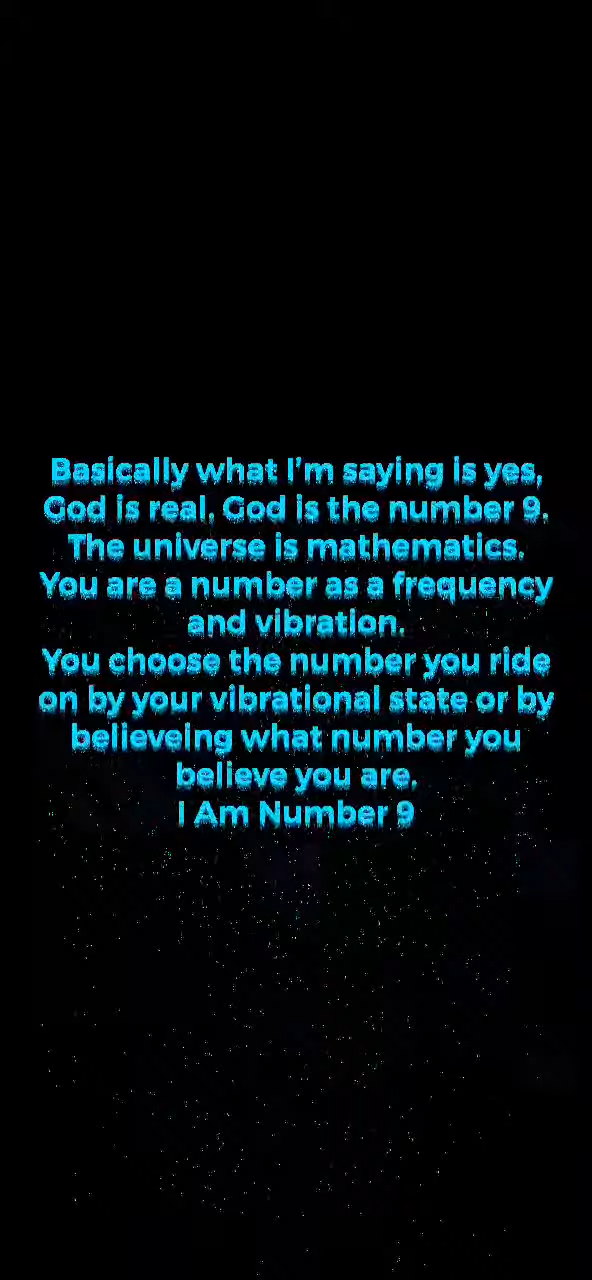 Basically what I'm saying is yes,
God is real. God is the number 9.
The universe is mathematics.
You are a number as a frequency
and vibration.
You choose the number you ride
on by your vibrational state or by
believeing what number you
believe you are.
I Am Number 9